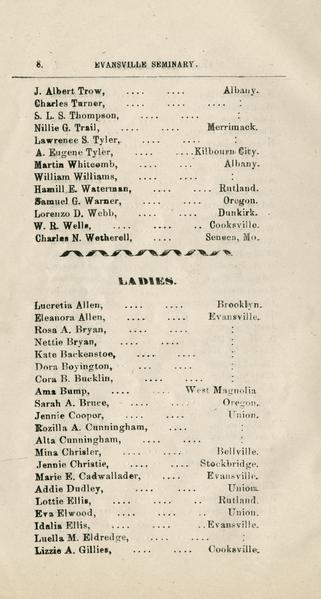 8. EVANSVILLE SEMINARY.
J. Albert Trow, .... .... Albany.
Charles Turner, .... .... .... :
S. L. S. Thompson, .... .... :
Nillie G. Trail, .... .... Merrimack.
Lawrence S. Tyler, .... .... :
A. Eugene Tyler, .... ....Kilbourn City.
Martin Whitcomb, .... .... Albany.
William Williams, .... .... :
Hamill E. Waterman, .... .... Rutland.
Samuel G. Warner, .... .... Oregon.
Lorenzo D. Webb, .... .... Dunkirk.
W. R. Wells, .... .... .. Cooksville.
Charles N. Wetherell, .... Seneca, Mo.
LADIES.
Lucretia Allen, .... .... Brooklyn.
Eleanora Allen, .... .... Evansville.
Rosa A. Bryan, .... .... :
Nettie Bryan, .... .... :
Kate Backenstoe, .... .... :
Dora Boyington, .... .... :
Cora B. Bucklin, .... .... :
Ama Bump, .... .... West Magnolia
Sarah A. Bruce, .... .... Oregon.
Jennie Cooper, .... .... Union.
Rozilla A. Cunningham, .... :
Alta Cunningham, .... .... :
Mina Chrisler, .... .... Bellville.
Jennie Christie, .... .... Stockbridge.
Marie E. Cadwallader, .... Evansville.
Addie Dudley, .... .... Union.
Lottie Ellis, .... .... .. Rutland.
Eva Elwood, .... .... .. Union.
Idalia Ellis, .... .... ..Evansville.
Luella M. Eldredge, .... .... :
Lizzie A. Gillies, .... .... Cooksville.